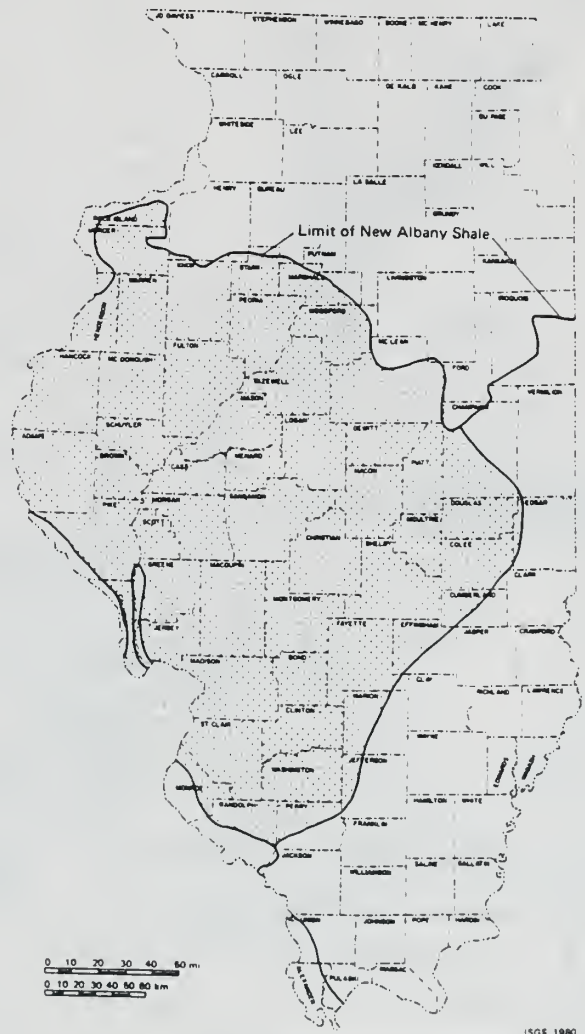 JO DAVIESS STEPHENSON WINNEBAGO BOONE MC HENRY LAKE
CARROLL OGLE DE KALB KANE COOK
DU PAGE
WHITESIDE LEE
KENDALL WILL
HENRY BUREAU LA SALLE
GRUNDY
ROCK ISLAND
MERCER
Limit of New Albany Shale
KNOX STARK PUTNAM
MARSHALL KANKAKEE
WARREN PEORIA LIVINGSTON IROQUOIS
HENDERSON WOODFORD
FULTON MC LEAN FORD
HANCOCK MC DONOUGH
TAZEWELL
MASON CHAMPAIGN VERMILION
SCHUYLER LOGAN DEWITT
ADAMS BROWN CASS MENARD
MACON PIATT
PIKE MORGAN SANGAMON
SCOTT DOUGLAS EDGAR
CHRISTIAN MOULTRIE
SHELBY COLES
GREENE MACOUPIN CLARK
MONTGOMERY CUMBERLAND
JERSEY FAYETTE EFFINGHAM JASPER CRAWFORD
MADISON BOND
CLAY
MARION RICHLAND LAWRENCE
ST CLAIR CLINTON
WAYNE
WASHINGTON JEFFERSON EDWARDS WABASH
MONROE
RANDOLPH PERRY HAMILTON WHITE
FRANKLIN
JACKSON
WILLIAMSON SALINE GALLATIN
UNION JOHNSON POPE HARDIN
ALEXANDER PULASKI MASSAC
0 10 20 30 40 50 mi
0 10 20 30 40 50 60 80 km
ISGS 1980